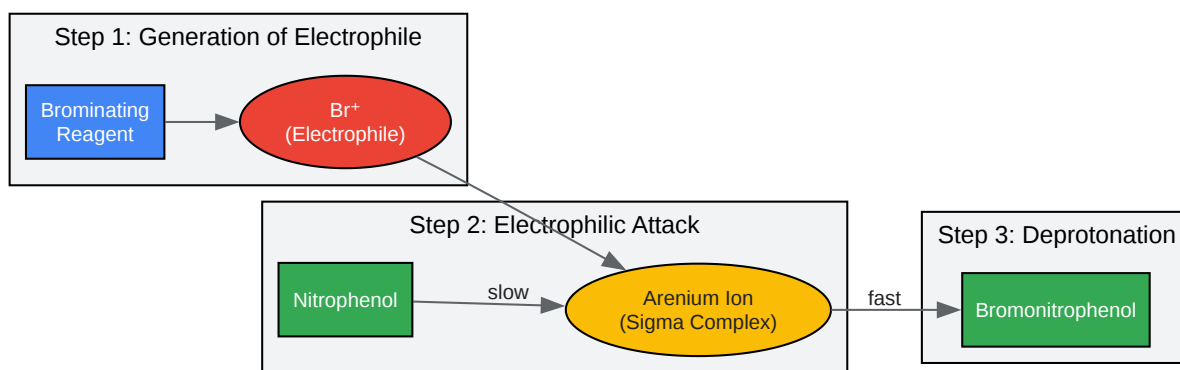 Step 1: Generation of Electrophile
Brominating
Reagent
Br⁺
(Electrophile)
Step 2: Electrophilic Attack
Nitrophenol
slow
Arenium Ion
(Sigma Complex)
fast
Step 3: Deprotonation
Bromonitrophenol